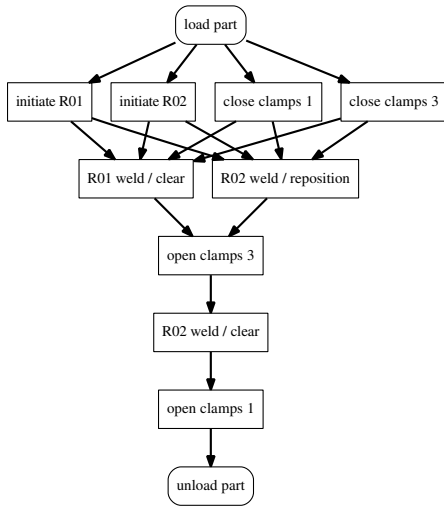 load part
initiate R01
initiate R02
close clamps 1
close clamps 3
R01 weld / clear
R02 weld / reposition
open clamps 3
R02 weld / clear
open clamps 1
unload part